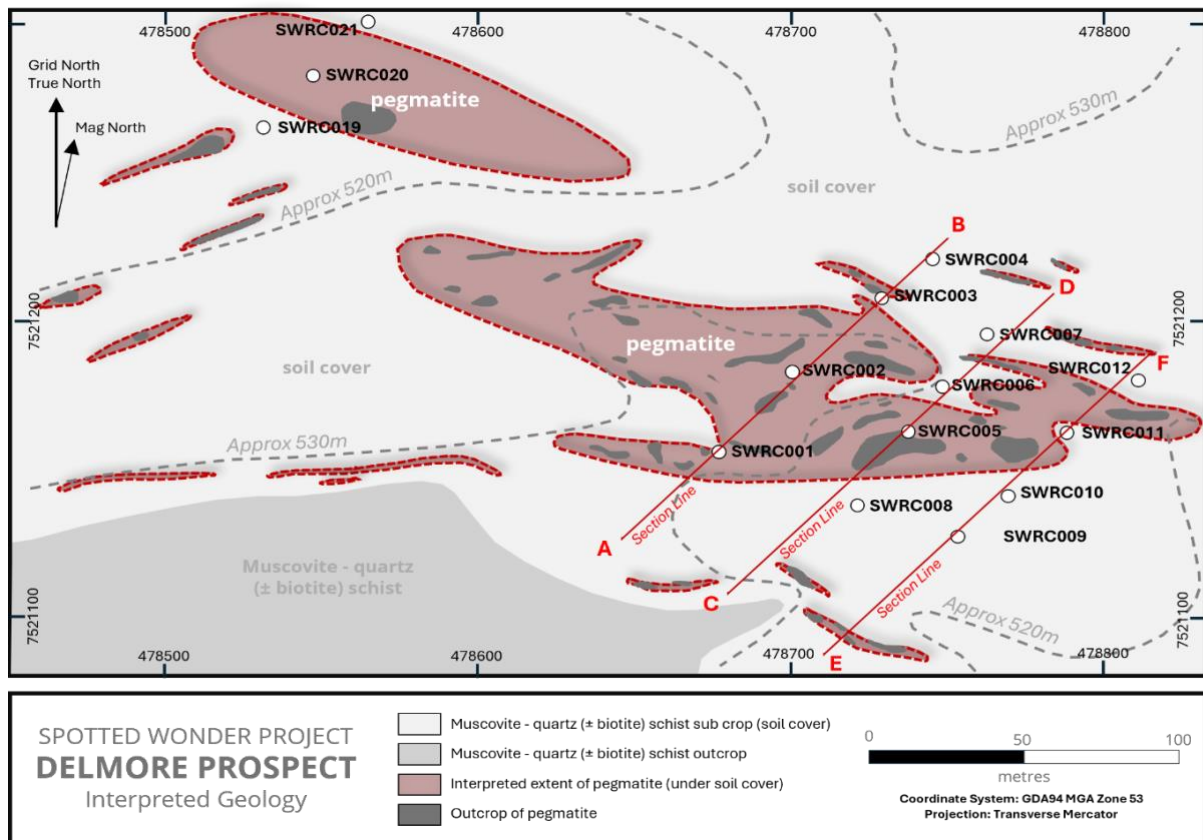 478500
478600
478700
478800
SWRC021
SWRC020
pegmatite
SWRC019
Grid North
True North
Mag North
Approx 530m
Approx 520m
soil cover
B
SWRC004
D
SWRC003
7521200
7521200
SWRC007
pegmatite
F
SWRC012
soil cover
SWRC002
SWRC006
SWRC005
SWRC011
Approx 530m
SWRC001
SWRC010
SWRC008
Section Line
Section Line
A
SWRC009
Muscovite - quartz
(± biotite) schist
Section Line
C
7521100
7521100
Approx 520m
E
478500
478600
478700
478800
SPOTTED WONDER PROJECT
DELMORE PROSPECT
Interpreted Geology
Muscovite - quartz (± biotite) schist sub crop (soil cover)
Muscovite - quartz (± biotite) schist outcrop
Interpreted extent of pegmatite (under soil cover)
Outcrop of pegmatite
0 50 100
metres
Coordinate System: GDA94 MGA Zone 53
Projection: Transverse Mercator